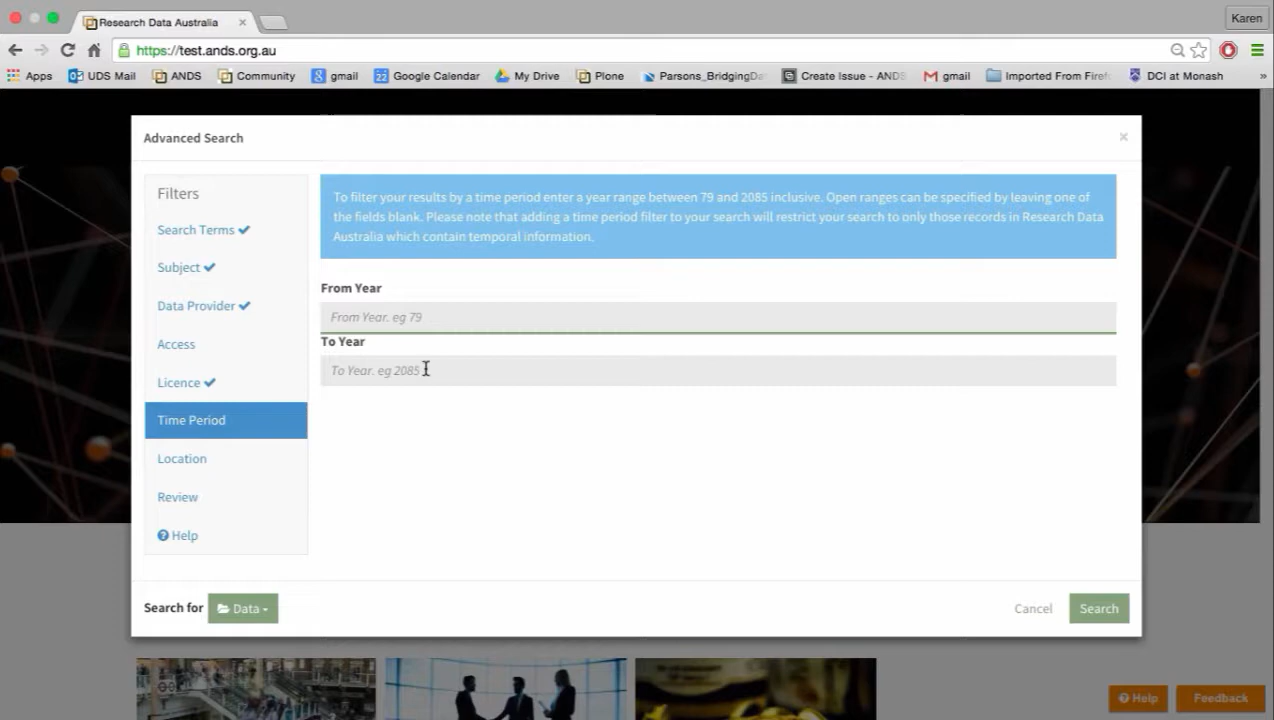 Research Data Australia
Karen
https://test.ands.org.au
Apps UDS Mail ANDS Community gmail Google Calendar My Drive Plone Parsons_BridgingDa Create Issue - ANDS gmail Imported From Firef DCI at Monash »
Advanced Search
Filters
Search Terms
Subject
Data Provider
Access
Licence
Time Period
Location
Review
Help
To filter your results by a time period enter a year range between 79 and 2085 inclusive. Open ranges can be specified by leaving one of
the fields blank. Please note that adding a time period filter to your search will restrict your search to only those records in Research Data
Australia which contain temporal information.
From Year
From Year. eg 79
To Year
To Year. eg 2085
Search for Data
Cancel Search
Help Feedback